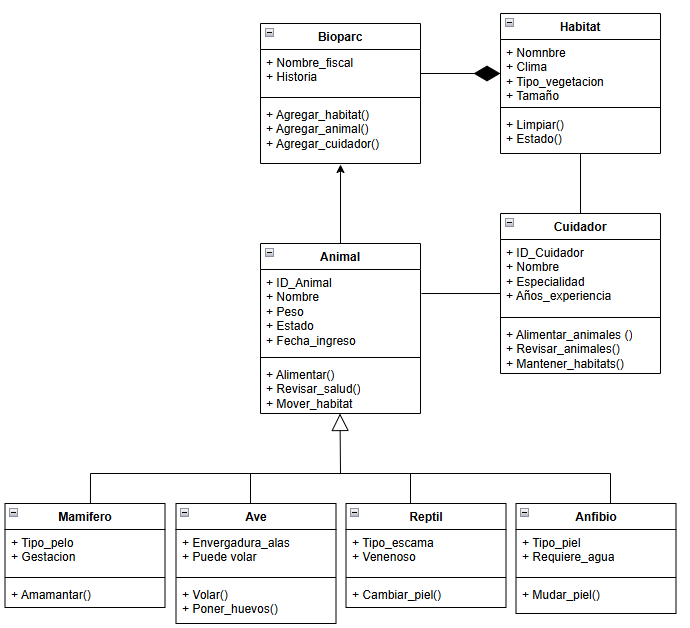 Bioparc
+ Nombre_fiscal
+ Historia
+ Agregar_habitat()
+ Agregar_animal()
+ Agregar_cuidador()
Habitat
+ Nomnbre
+ Clima
+ Tipo_vegetacion
+ Tamaño
+ Limpiar()
+ Estado()
Animal
+ ID_Animal
+ Nombre
+ Peso
+ Estado
+ Fecha_ingreso
+ Alimentar()
+ Revisar_salud()
+ Mover_habitat
Cuidador
+ ID_Cuidador
+ Nombre
+ Especialidad
+ Años_experiencia
+ Alimentar_animales ()
+ Revisar_animales()
+ Mantener_habitats()
Mamifero
+ Tipo_pelo
+ Gestacion
+ Amamantar()
Ave
+ Envergadura_alas
+ Puede volar
+ Volar()
+ Poner_huevos()
Reptil
+ Tipo_escama
+ Venenoso
+ Cambiar_piel()
Anfibio
+ Tipo_piel
+ Requiere_agua
+ Mudar_piel()